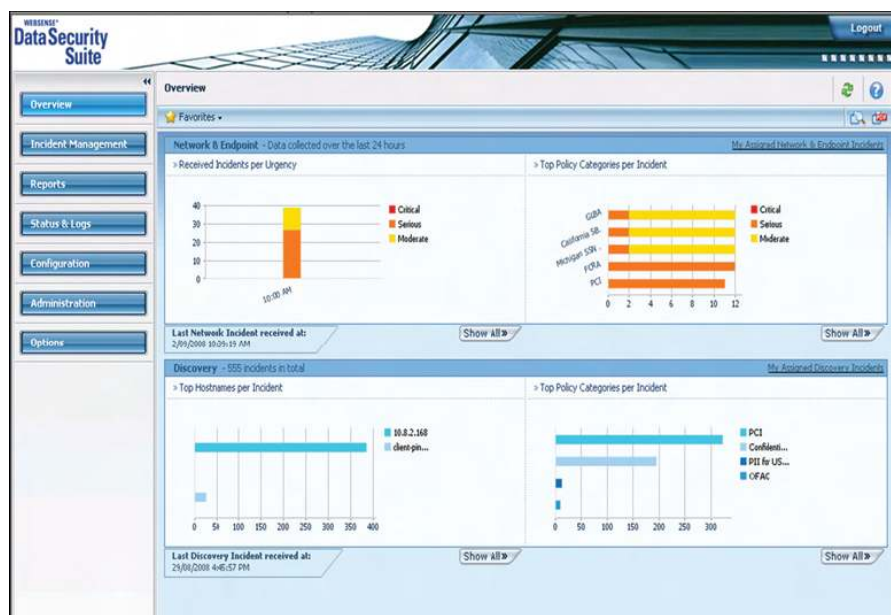 WEBSENSE®
Data Security
Suite
Logout
Overview
Incident Management
Reports
Status & Logs
Configuration
Administration
Options
Overview
Favorites
Network & Endpoint - Data collected over the last 24 hours
My Assigned Network & Endpoint Incidents
» Received Incidents per Urgency
40
30
20
10
0
10:00 AM
Critical
Serious
Moderate
» Top Policy Categories per Incident
GLBA
California SB.
Michigan SSN -
FCRA
PCI
0 2 4 6 8 10 12
Critical
Serious
Moderate
Last Network Incident received at:
2/09/2008 10:39:19 AM
Show All»
Show All»
Discovery - 555 incidents in total
My Assigned Discovery Incidents
» Top Hostnames per Incident
0 50 100 150 200 250 300 350 400
10.8.2.168
client-pin...
» Top Policy Categories per Incident
0 50 100 150 200 250 300
PCI
Confidenti...
PII for US...
OFAC
Last Discovery Incident received at:
29/08/2008 4:45:57 PM
Show All»
Show All»